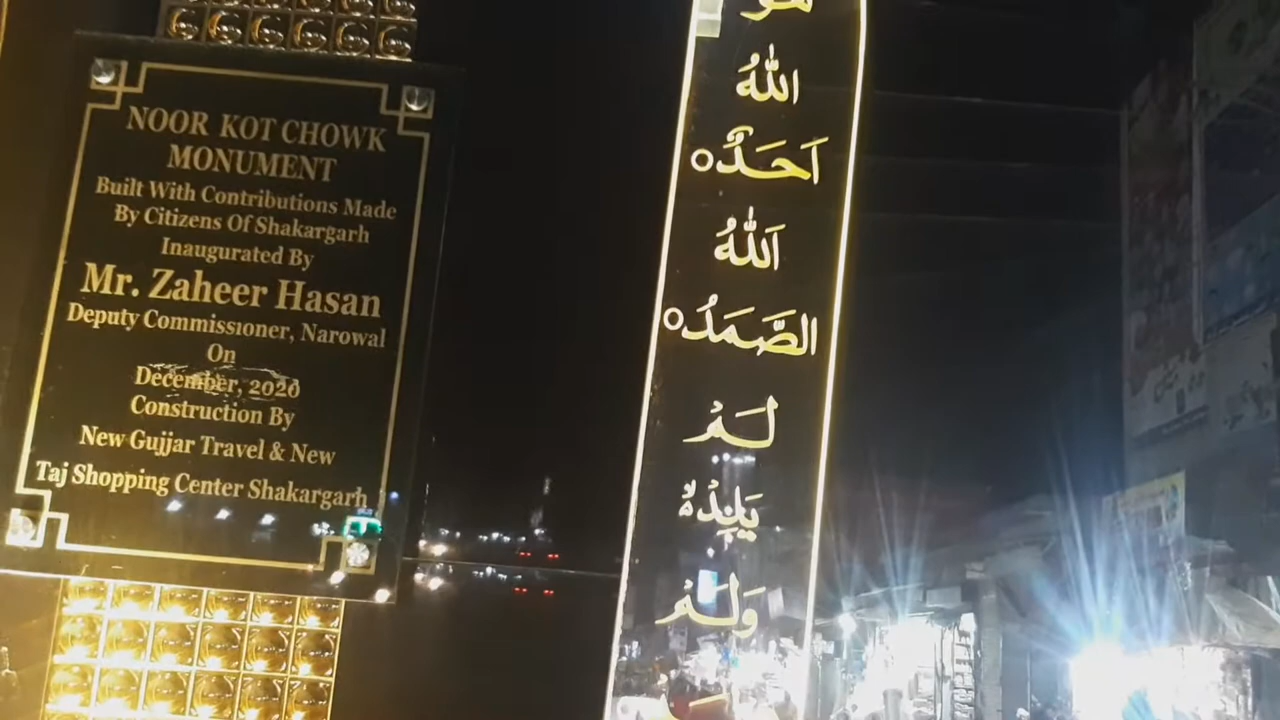 NOOR KOT CHOWK
MONUMENT
Built With Contributions Made
By Citizens Of Shakargarh
Inaugurated By
Mr. Zaheer Hasan
Deputy Commissioner, Narowal
On
December, 2020
Construction By
New Gujjar Travel & New
Taj Shopping Center Shakargarh
هُوَ
اللّٰهُ
اَحَدٌ
اَللّٰهُ
الصَّمَدُ
لَمْ
يَلِدْ
وَلَمْ